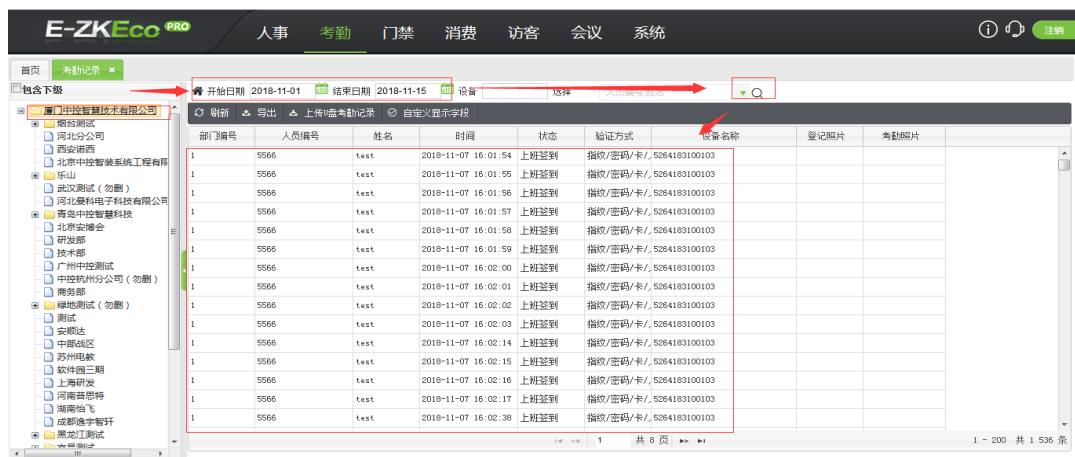 E-ZKEco PRO
人事 考勤 门禁 消费 访客 会议 系统
注销
首页 考勤记录 ×
包含下级
开始日期 2018-11-01 结束日期 2018-11-15 设备 选择 人员编号,姓名
刷新 导出 上传u盘考勤记录 自定义显示字段
厦门中控智慧技术有限公司
烟台测试
河北分公司
西安诺西
北京中控智装系统工程有限
乐山
武汉测试(勿删)
河北曼科电子科技有限公司
青岛中控智慧科技
北京安博会
研发部
技术部
广州中控测试
中控杭州分公司(勿删)
商务部
绿地测试(勿删)
测试
安顺达
中部战区
苏州电教
软件园三期
上海研发
河南普思特
湖南怡飞
成都逸宇智轩
黑龙江测试
部门编号 人员编号 姓名 时间 状态 验证方式 设备名称 登记照片 考勤照片
1 5566 test 2018-11-07 16:01:54 上班签到 指纹/密码/卡/ 5264183100103
1 5566 test 2018-11-07 16:01:55 上班签到 指纹/密码/卡/ 5264183100103
1 5566 test 2018-11-07 16:01:56 上班签到 指纹/密码/卡/ 5264183100103
1 5566 test 2018-11-07 16:01:57 上班签到 指纹/密码/卡/ 5264183100103
1 5566 test 2018-11-07 16:01:58 上班签到 指纹/密码/卡/ 5264183100103
1 5566 test 2018-11-07 16:01:59 上班签到 指纹/密码/卡/ 5264183100103
1 5566 test 2018-11-07 16:02:00 上班签到 指纹/密码/卡/ 5264183100103
1 5566 test 2018-11-07 16:02:01 上班签到 指纹/密码/卡/ 5264183100103
1 5566 test 2018-11-07 16:02:02 上班签到 指纹/密码/卡/ 5264183100103
1 5566 test 2018-11-07 16:02:03 上班签到 指纹/密码/卡/ 5264183100103
1 5566 test 2018-11-07 16:02:14 上班签到 指纹/密码/卡/ 5264183100103
1 5566 test 2018-11-07 16:02:15 上班签到 指纹/密码/卡/ 5264183100103
1 5566 test 2018-11-07 16:02:16 上班签到 指纹/密码/卡/ 5264183100103
1 5566 test 2018-11-07 16:02:17 上班签到 指纹/密码/卡/ 5264183100103
1 5566 test 2018-11-07 16:02:38 上班签到 指纹/密码/卡/ 5264183100103
1 共 8 页
1 - 200 共 1 536 条